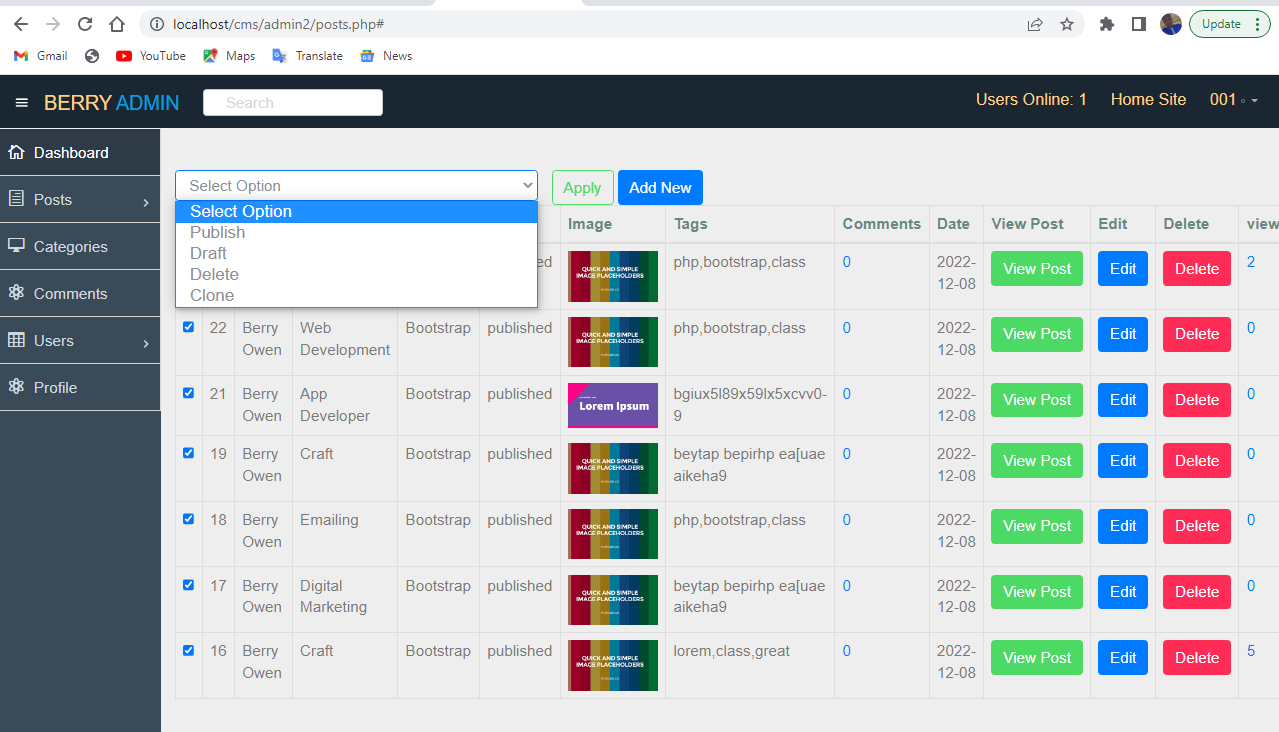 localhost/cms/admin2/posts.php#
Update
Gmail
YouTube
Maps
Translate
News
BERRY ADMIN
Search
Users Online: 1
Home Site
001
Dashboard
Posts
Categories
Comments
Users
Profile
Select Option
Apply
Add New
Select Option
Publish
Draft
Delete
Clone
Image Tags Comments Date View Post Edit Delete view
ed QUICK AND SIMPLE php,bootstrap,class 0 2022- View Post Edit Delete 2
IMAGE PLACEHOLDERS 12-08
22 Berry Web Bootstrap published QUICK AND SIMPLE php,bootstrap,class 0 2022- View Post Edit Delete 0
Owen Development IMAGE PLACEHOLDERS 12-08
21 Berry App Bootstrap published Lorem Ipsum bgiux5l89x59lx5xcvv0- 0 2022- View Post Edit Delete 0
Owen Developer 9 12-08
19 Berry Craft Bootstrap published QUICK AND SIMPLE beytap bepirhp ea[uae 0 2022- View Post Edit Delete 0
Owen IMAGE PLACEHOLDERS aikeha9 12-08
18 Berry Emailing Bootstrap published QUICK AND SIMPLE php,bootstrap,class 0 2022- View Post Edit Delete 0
Owen IMAGE PLACEHOLDERS 12-08
17 Berry Digital Bootstrap published QUICK AND SIMPLE beytap bepirhp ea[uae 0 2022- View Post Edit Delete 0
Owen Marketing IMAGE PLACEHOLDERS aikeha9 12-08
16 Berry Craft Bootstrap published QUICK AND SIMPLE lorem,class,great 0 2022- View Post Edit Delete 5
Owen IMAGE PLACEHOLDERS 12-08